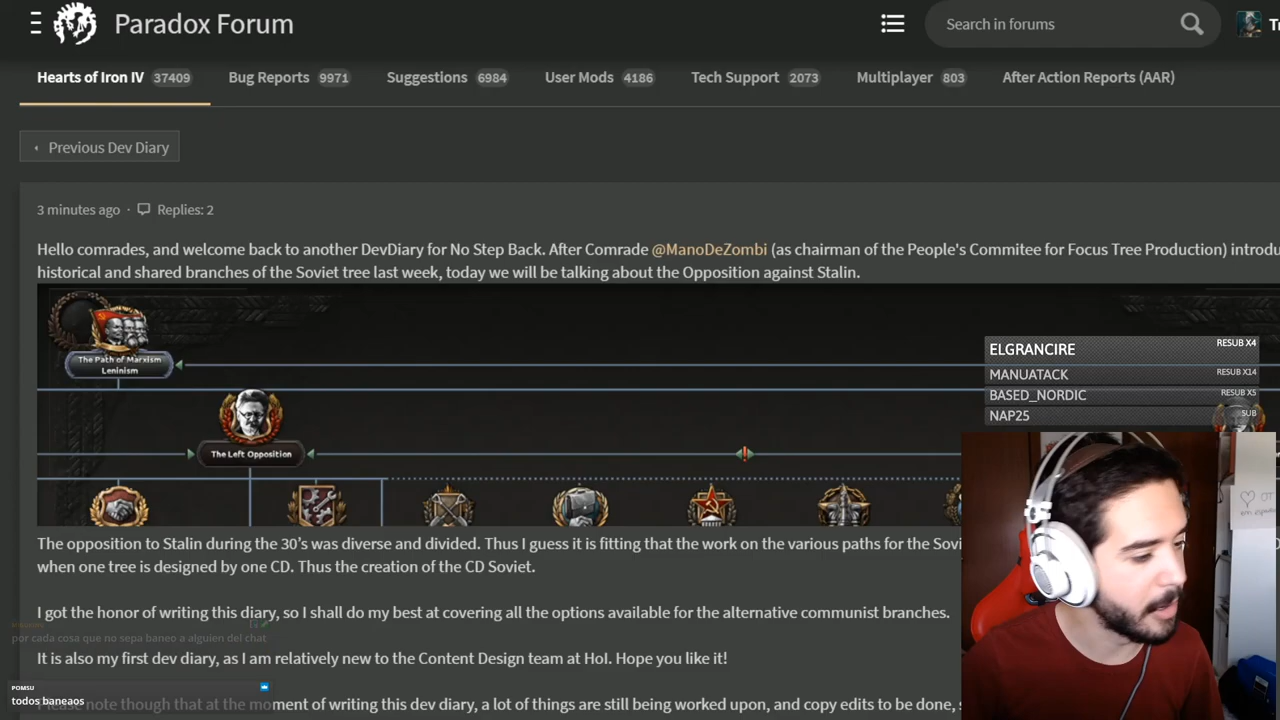 Paradox Forum
Search in forums
Hearts of Iron IV 37409
Bug Reports 9971
Suggestions 6984
User Mods 4186
Tech Support 2073
Multiplayer 803
After Action Reports (AAR)
Previous Dev Diary
3 minutes ago · Replies: 2
Hello comrades, and welcome back to another DevDiary for No Step Back. After Comrade @ManoDeZombi (as chairman of the People's Commitee for Focus Tree Production) introdu
historical and shared branches of the Soviet tree last week, today we will be talking about the Opposition against Stalin.
The Path of Marxism
Leninism
The Left Opposition
ELGRANCIRE RESUB X4
MANUATACK RESUB X14
BASED_NORDIC RESUB X5
NAP25 SUB
The opposition to Stalin during the 30's was diverse and divided. Thus I guess it is fitting that the work on the various paths for the Sovi
when one tree is designed by one CD. Thus the creation of the CD Soviet.
I got the honor of writing this diary, so I shall do my best at covering all the options available for the alternative communist branches.
por cada cosa que no sepa baneo a alguien del chat
It is also my first dev diary, as I am relatively new to the Content Design team at HoI. Hope you like it!
POMSU
todos baneaos
Please note though that at the moment of writing this dev diary, a lot of things are still being worked upon, and copy edits to be done, s